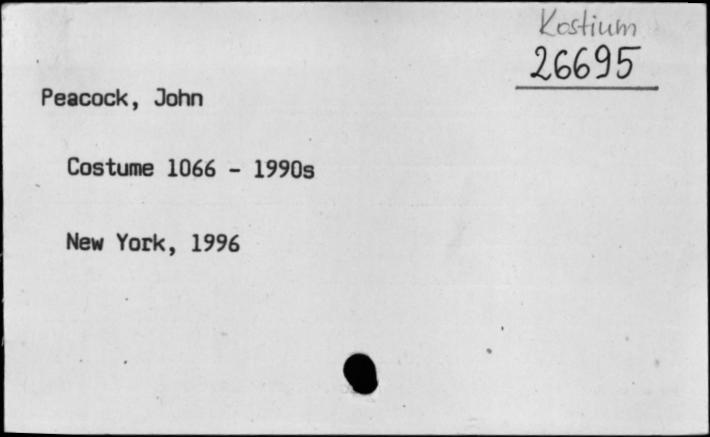 Kostium
26695
Peacock, John
Costume 1066 - 1990s
New York, 1996